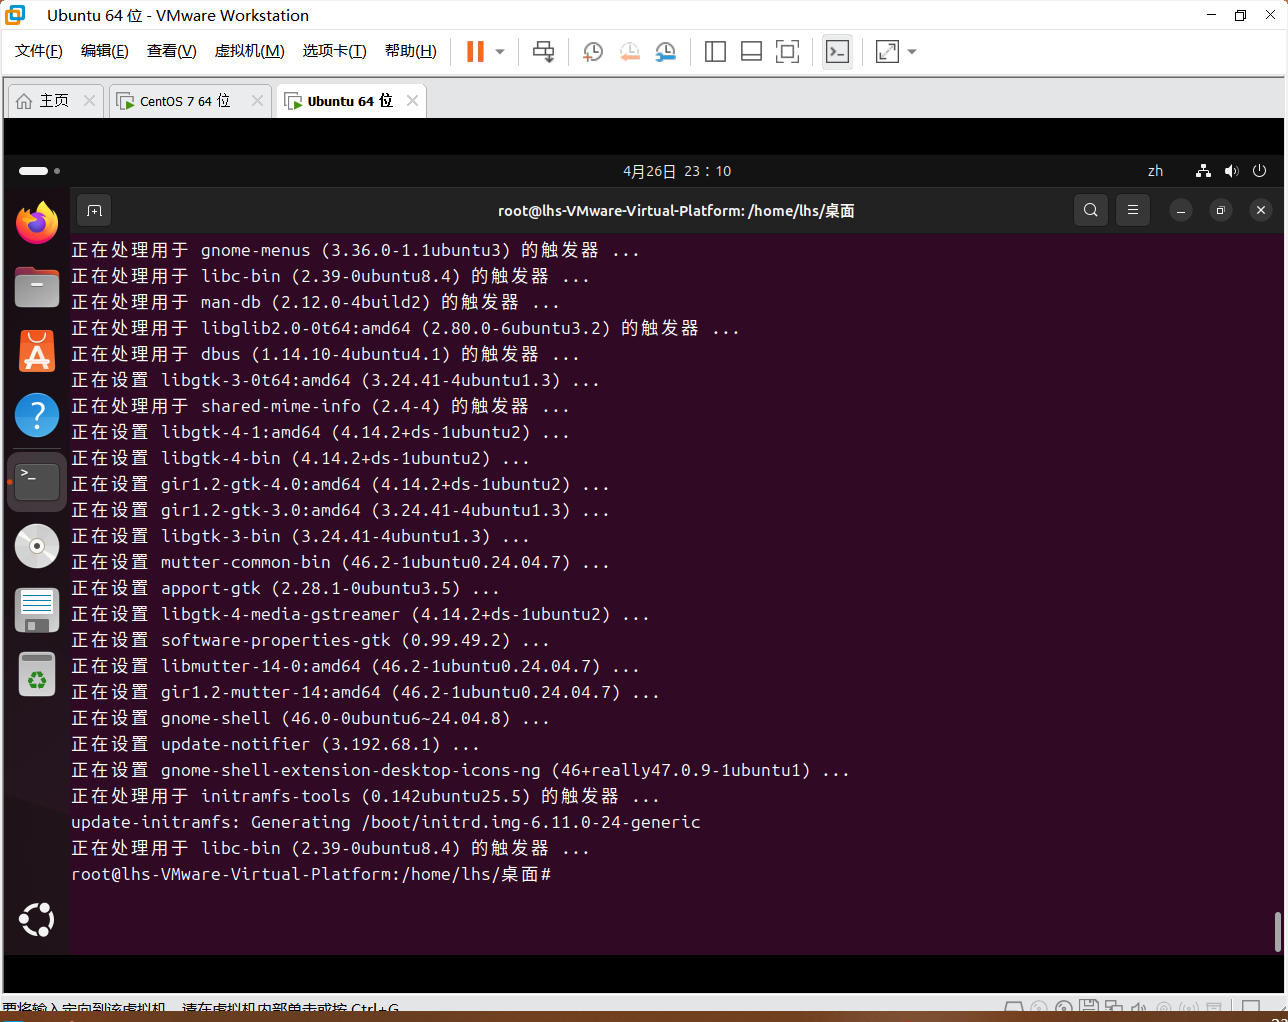 Ubuntu 64 位 - VMware Workstation
文件(F) 编辑(E) 查看(V) 虚拟机(M) 选项卡(T) 帮助(H)
主页 CentOS 7 64 位 Ubuntu 64 位
4月26日 23：10 zh
root@lhs-VMware-Virtual-Platform: /home/lhs/桌面
正在处理用于 gnome-menus (3.36.0-1.1ubuntu3) 的触发器 ...
正在处理用于 libc-bin (2.39-0ubuntu8.4) 的触发器 ...
正在处理用于 man-db (2.12.0-4build2) 的触发器 ...
正在处理用于 libglib2.0-0t64:amd64 (2.80.0-6ubuntu3.2) 的触发器 ...
正在处理用于 dbus (1.14.10-4ubuntu4.1) 的触发器 ...
正在设置 libgtk-3-0t64:amd64 (3.24.41-4ubuntu1.3) ...
正在处理用于 shared-mime-info (2.4-4) 的触发器 ...
正在设置 libgtk-4-1:amd64 (4.14.2+ds-1ubuntu2) ...
正在设置 libgtk-4-bin (4.14.2+ds-1ubuntu2) ...
正在设置 gir1.2-gtk-4.0:amd64 (4.14.2+ds-1ubuntu2) ...
正在设置 gir1.2-gtk-3.0:amd64 (3.24.41-4ubuntu1.3) ...
正在设置 libgtk-3-bin (3.24.41-4ubuntu1.3) ...
正在设置 mutter-common-bin (46.2-1ubuntu0.24.04.7) ...
正在设置 apport-gtk (2.28.1-0ubuntu3.5) ...
正在设置 libgtk-4-media-gstreamer (4.14.2+ds-1ubuntu2) ...
正在设置 software-properties-gtk (0.99.49.2) ...
正在设置 libmutter-14-0:amd64 (46.2-1ubuntu0.24.04.7) ...
正在设置 gir1.2-mutter-14:amd64 (46.2-1ubuntu0.24.04.7) ...
正在设置 gnome-shell (46.0-0ubuntu6~24.04.8) ...
正在设置 update-notifier (3.192.68.1) ...
正在设置 gnome-shell-extension-desktop-icons-ng (46+really47.0.9-1ubuntu1) ...
正在处理用于 initramfs-tools (0.142ubuntu25.5) 的触发器 ...
update-initramfs: Generating /boot/initrd.img-6.11.0-24-generic
正在处理用于 libc-bin (2.39-0ubuntu8.4) 的触发器 ...
root@lhs-VMware-Virtual-Platform:/home/lhs/桌面#
要将输入定向到该虚拟机，请在虚拟机内部单击或按 Ctrl+G。